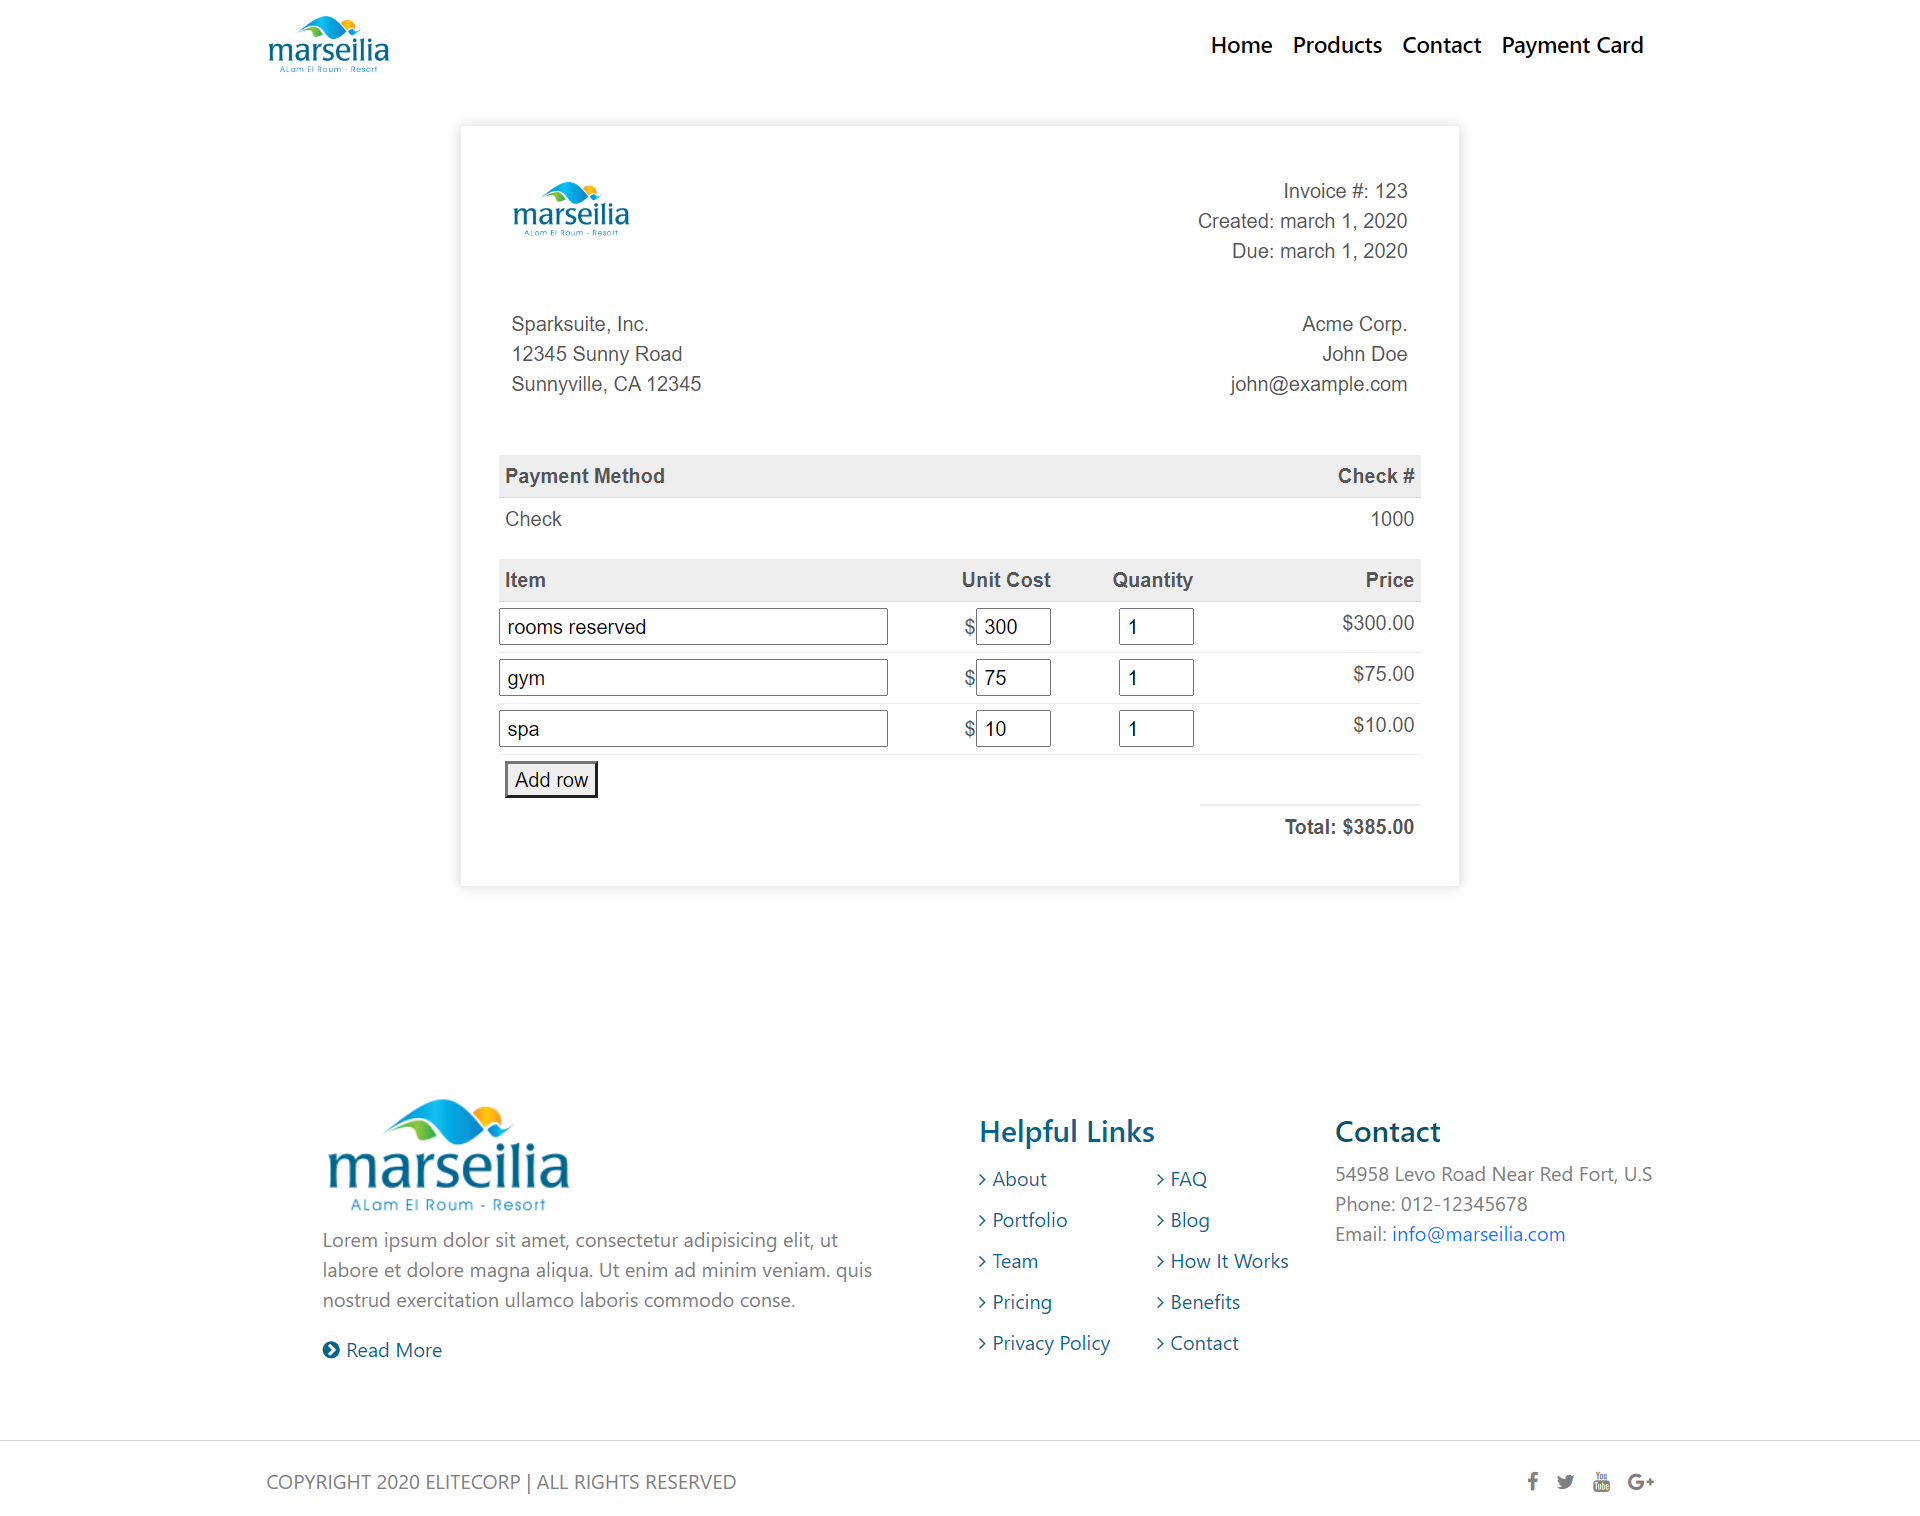 marseilia
ALam El Roum - Resort
Home Products Contact Payment Card
marseilia
ALam El Roum - Resort
Invoice #: 123
Created: march 1, 2020
Due: march 1, 2020
Sparksuite, Inc.
12345 Sunny Road
Sunnyville, CA 12345
Acme Corp.
John Doe
john@example.com
Payment Method Check #
Check 1000
Item Unit Cost Quantity Price
rooms reserved $ 300 1 $300.00
gym $ 75 1 $75.00
spa $ 10 1 $10.00
Add row
Total: $385.00
marseilia
ALam El Roum - Resort
Lorem ipsum dolor sit amet, consectetur adipisicing elit, ut
labore et dolore magna aliqua. Ut enim ad minim veniam. quis
nostrud exercitation ullamco laboris commodo conse.
Read More
Helpful Links
About
Portfolio
Team
Pricing
Privacy Policy
FAQ
Blog
How It Works
Benefits
Contact
Contact
54958 Levo Road Near Red Fort, U.S
Phone: 012-12345678
Email: info@marseilia.com
COPYRIGHT 2020 ELITECORP | ALL RIGHTS RESERVED
You
Tube
G+